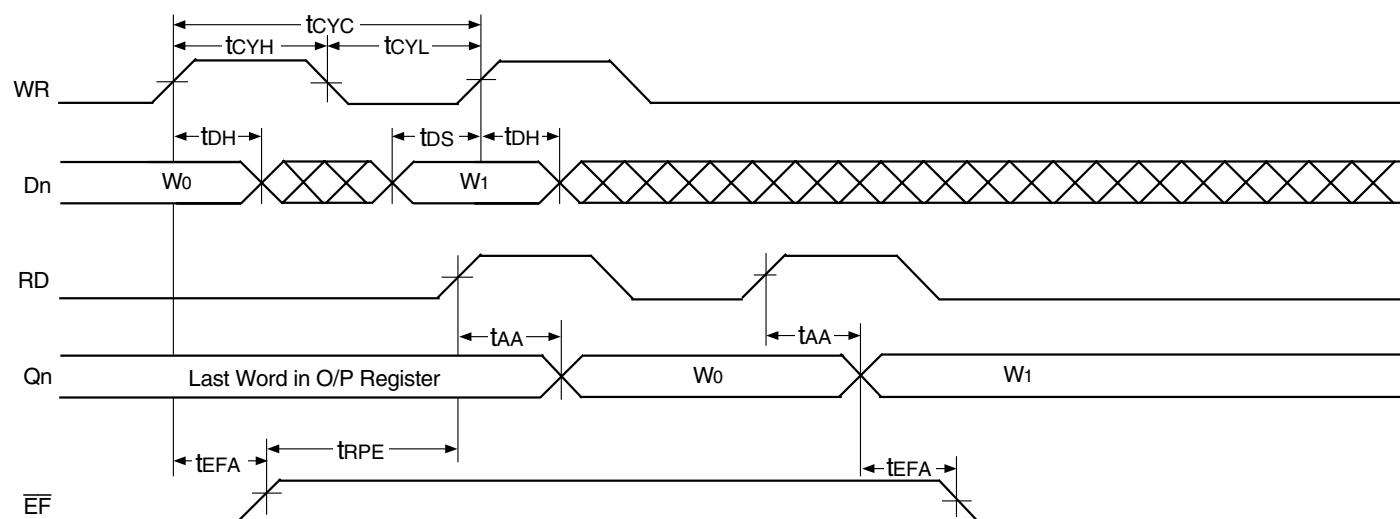 tCYC
tCYH tCYL
WR
tDH tDS tDH
Dn W0 W1
RD
tAA tAA
Qn Last Word in O/P Register W0 W1
tEFA tRPE tEFA
E̅F̅